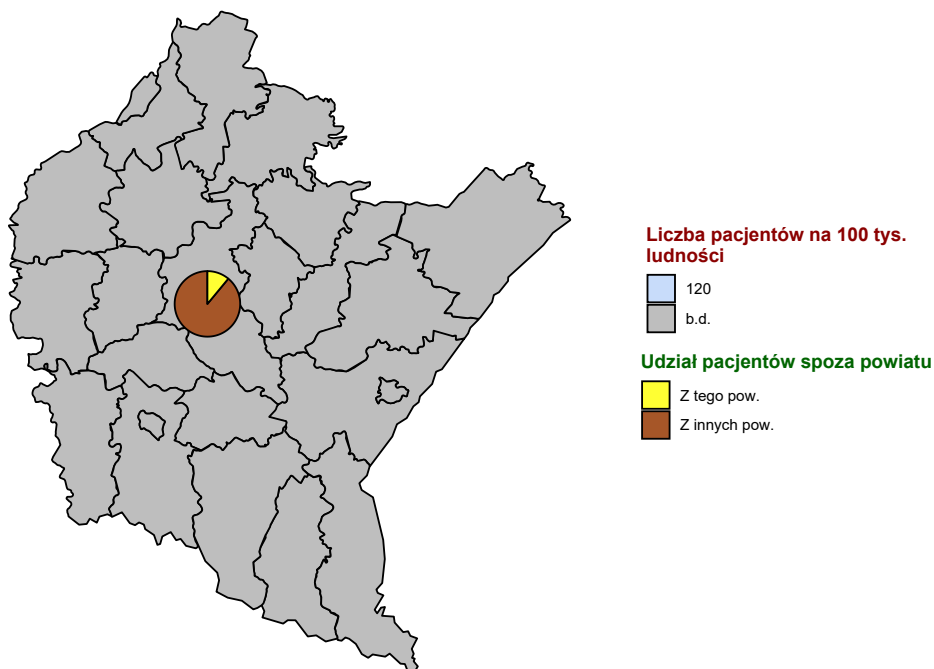 Liczba pacjentów na 100 tys.
ludności
120
b.d.
Udział pacjentów spoza powiatu
Z tego pow.
Z innych pow.